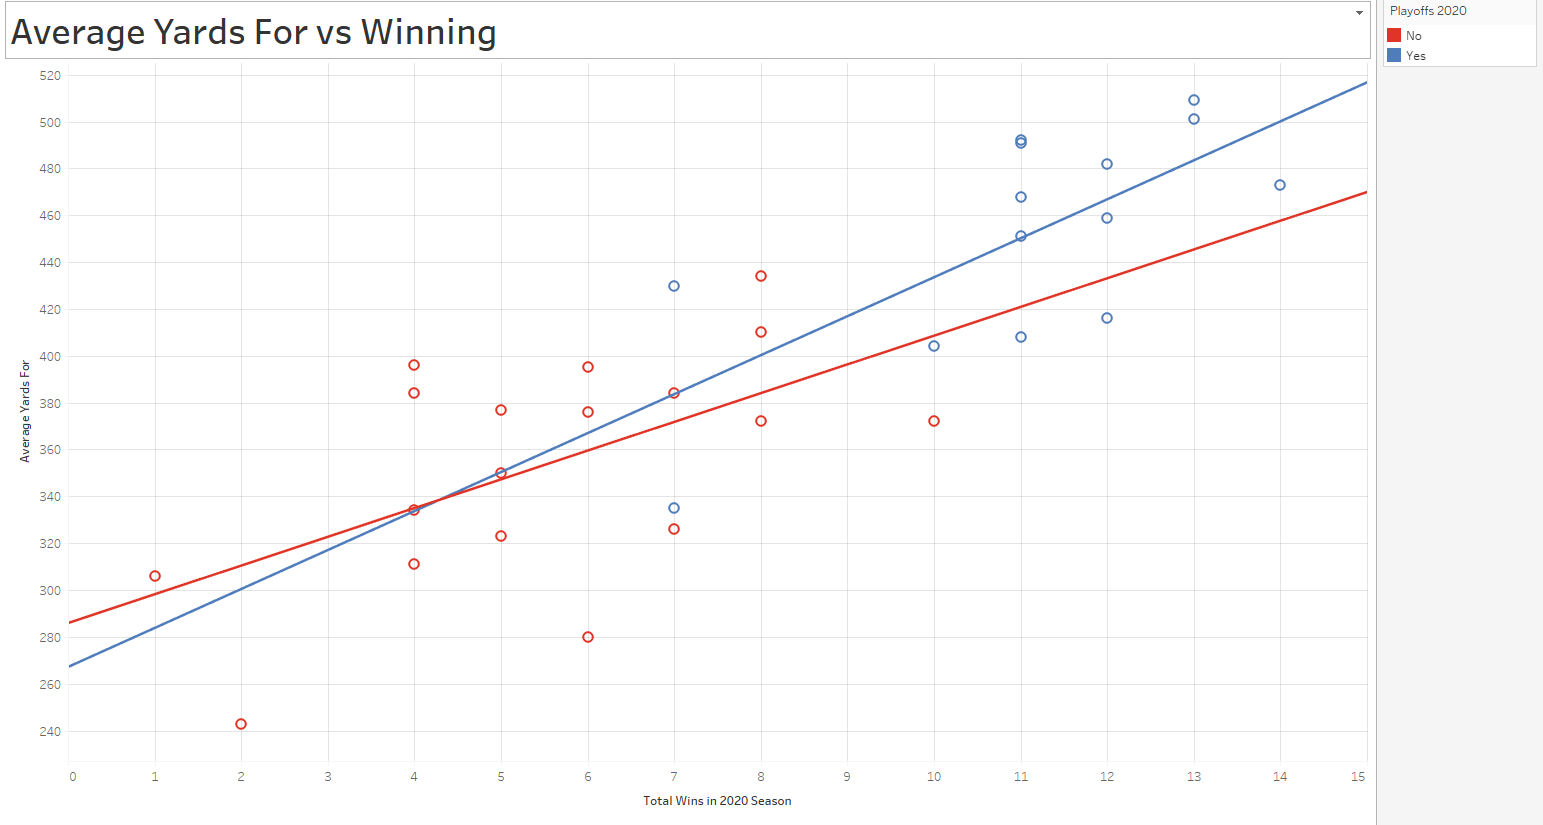 Average Yards For vs Winning
Playoffs 2020
No
Yes
520
500
480
460
440
420
400
380
360
340
320
300
280
260
240
Average Yards For
0 1 2 3 4 5 6 7 8 9 10 11 12 13 14 15
Total Wins in 2020 Season